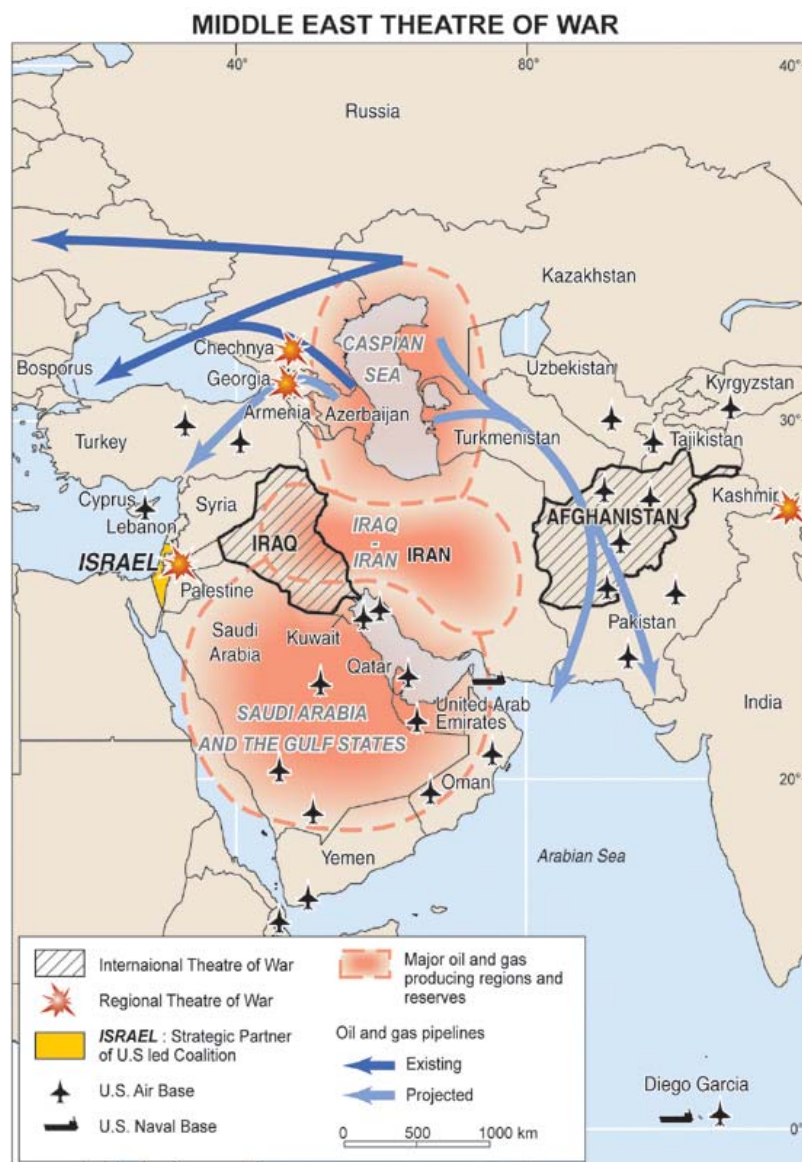 MIDDLE EAST THEATRE OF WAR
40°
80°
40°
Russia
Kazakhstan
CASPIAN
SEA
Chechnya
Bosporus
Georgia
Uzbekistan
Kyrgyzstan
Armenia
Azerbaijan
30°
Turkey
Turkmenistan
Tajikistan
Cyprus
Syria
Kashmir
Lebanon
IRAQ
IRAQ
-
IRAN
IRAN
AFGHANISTAN
ISRAEL
Palestine
Saudi
Arabia
Kuwait
Pakistan
Qatar
India
United Arab
Emirates
SAUDI ARABIA
AND THE GULF STATES
20°
Oman
Yemen
Arabian Sea
Internaional Theatre of War
Regional Theatre of War
ISRAEL : Strategic Partner
of U.S led Coalition
U.S. Air Base
U.S. Naval Base
Major oil and gas
producing regions and
reserves
Oil and gas pipelines
Existing
Projected
0 500 1000 km
Diego Garcia
0°